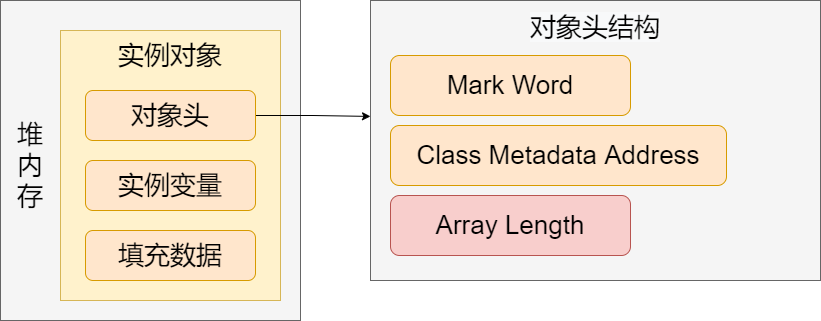 堆
内
存
实例对象
对象头
实例变量
填充数据
对象头结构
Mark Word
Class Metadata Address
Array Length